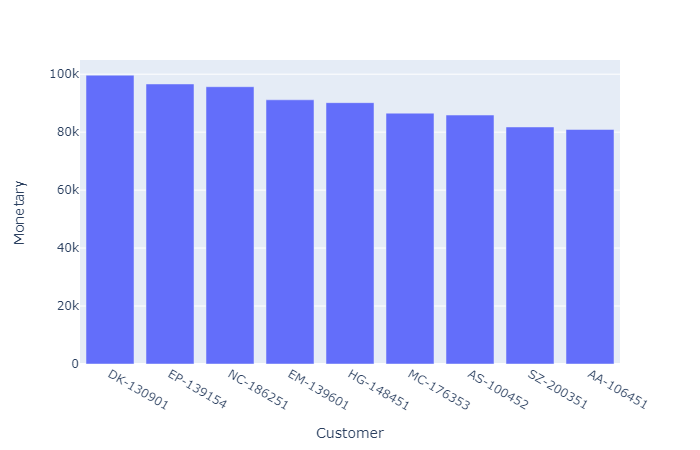 100k
80k
60k
40k
20k
0
Monetary
DK-130901
EP-139154
NC-186251
EM-139601
HG-148451
MC-176353
AS-100452
SZ-200351
AA-106451
Customer